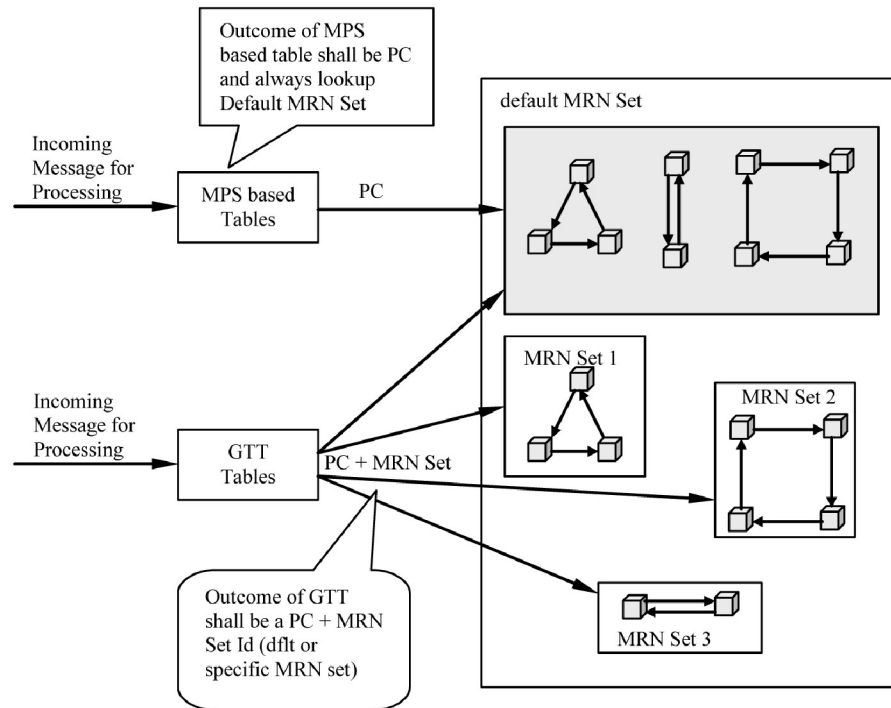 Outcome of MPS
based table shall be PC
and always lookup
Default MRN Set
default MRN Set
Incoming
Message for
Processing
MPS based
Tables
PC
MRN Set 1
MRN Set 2
Incoming
Message for
Processing
GTT
Tables
PC + MRN Set
Outcome of GTT
shall be a PC + MRN
Set Id (dflt or
specific MRN set)
MRN Set 3